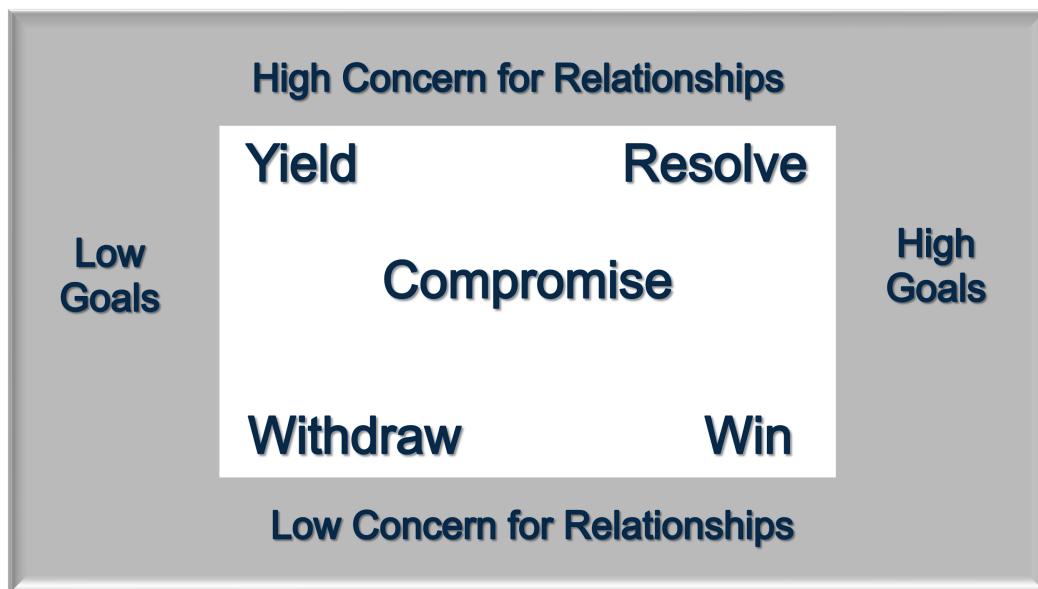 High Concern for Relationships
Yield
Resolve
Low
Goals
Compromise
High
Goals
Withdraw
Win
Low Concern for Relationships